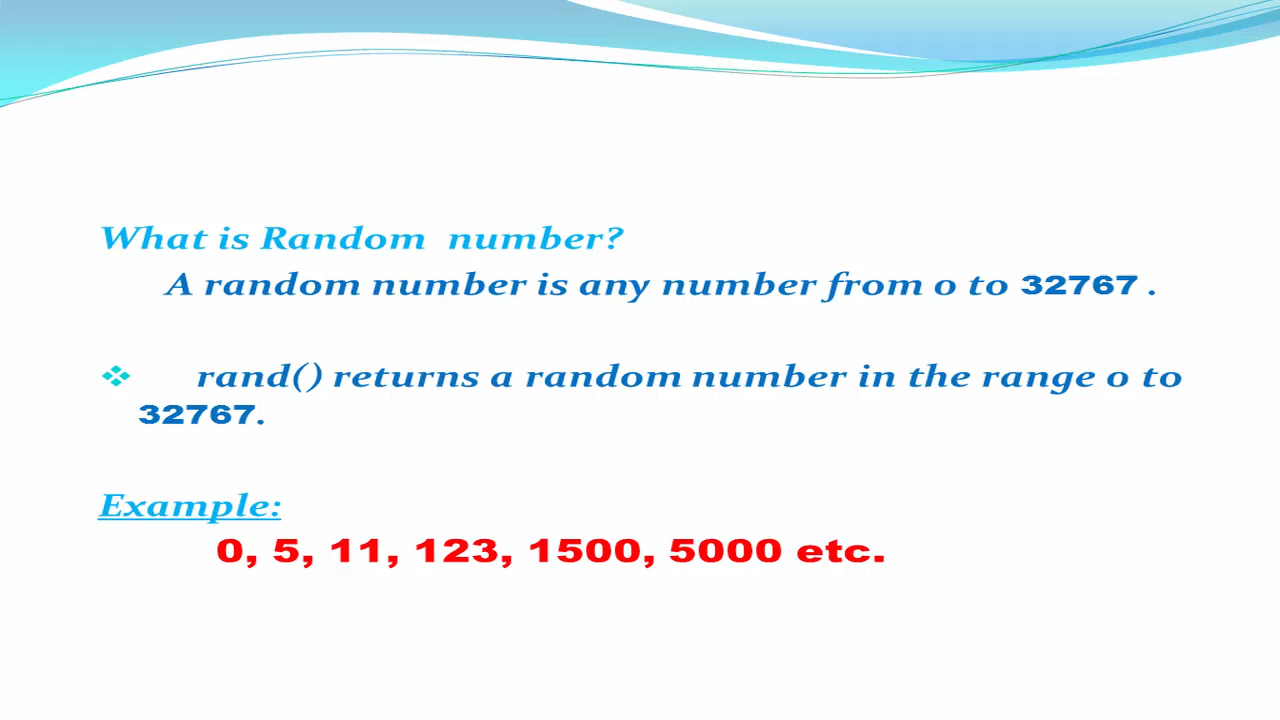 What is Random number?
A random number is any number from 0 to 32767 .
❖ rand() returns a random number in the range 0 to
32767.
Example:
0, 5, 11, 123, 1500, 5000 etc.